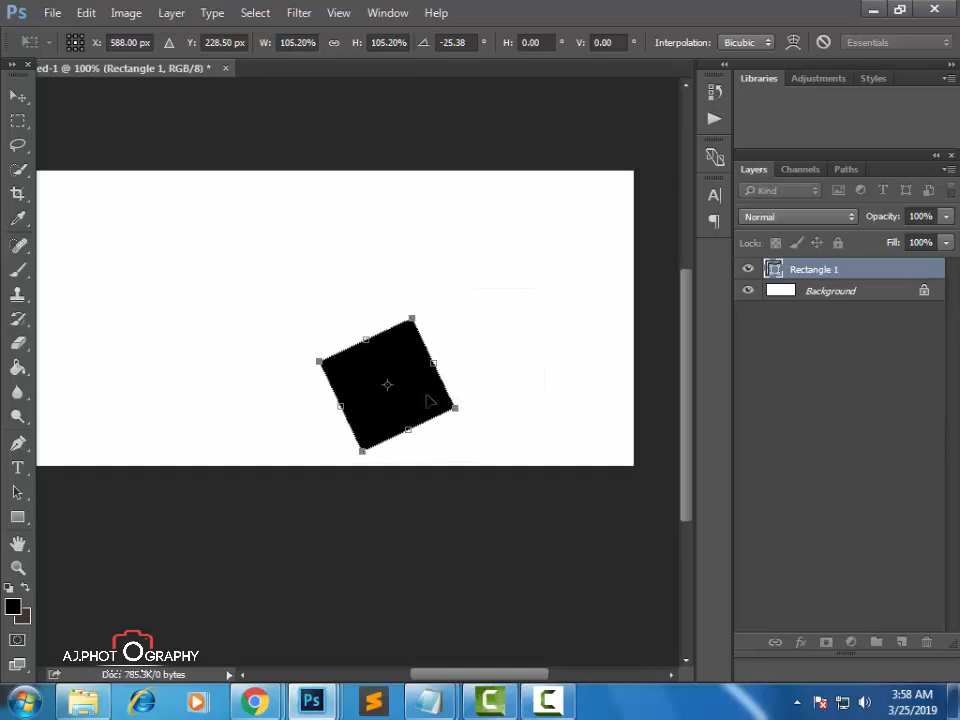 Ps File Edit Image Layer Type Select Filter View Window Help
X: 588.00 px Y: 228.50 px W: 105.20% H: 105.20% -25.38 ° H: 0.00 ° V: 0.00 ° Interpolation: Bicubic Essentials
ed-1 @ 100% (Rectangle 1, RGB/8) * ×
Libraries Adjustments Styles
Layers Channels Paths
Kind
Normal Opacity: 100%
Lock: Fill: 100%
Rectangle 1
Background
AJ.PHOTOGRAPHY
Doc: 785.3K/0 bytes
Ps
3:58 AM
3/25/2019